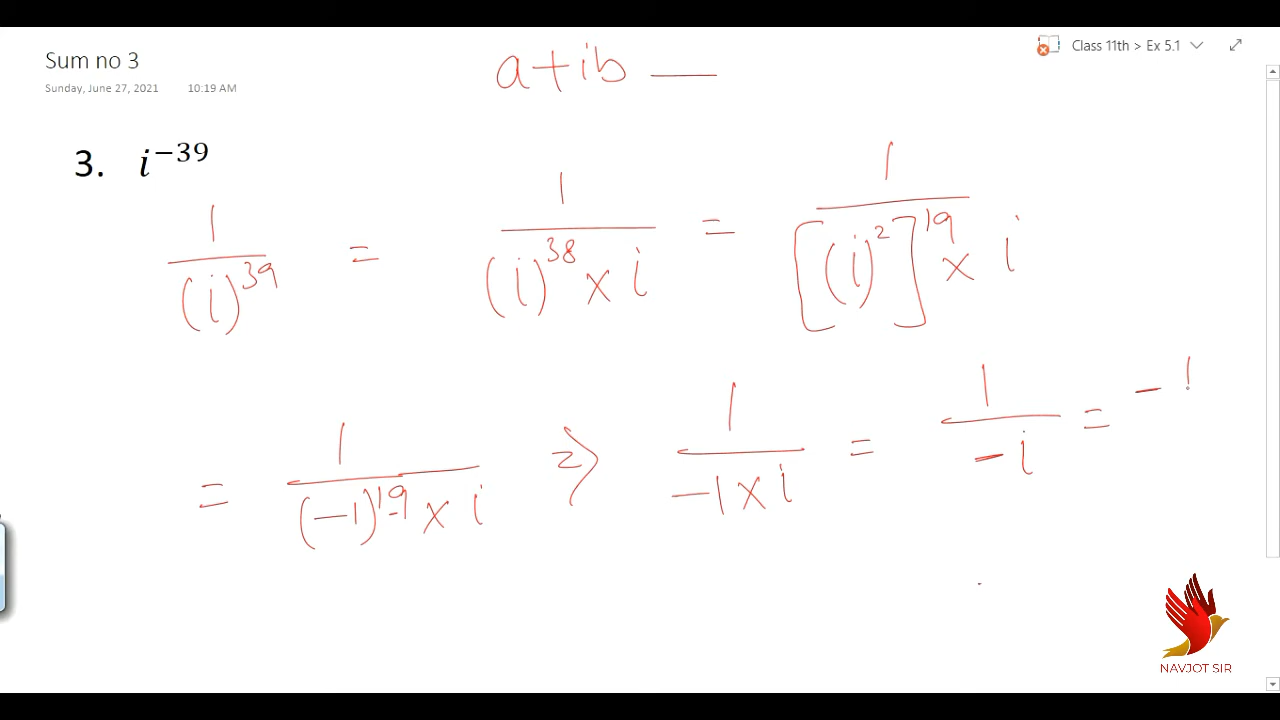 Sum no 3
Class 11th > Ex 5.1
Sunday, June 27, 2021 10:19 AM
a + ib —
3. i^{-39}
1/(i)^{39} = 1/((i)^{38} × i) = 1/([(i)^2]^{19} × i)
= 1/((-1)^{19} × i) ⇒ 1/(-1 × i) = 1/(-i) = -1
NAVJOT SIR